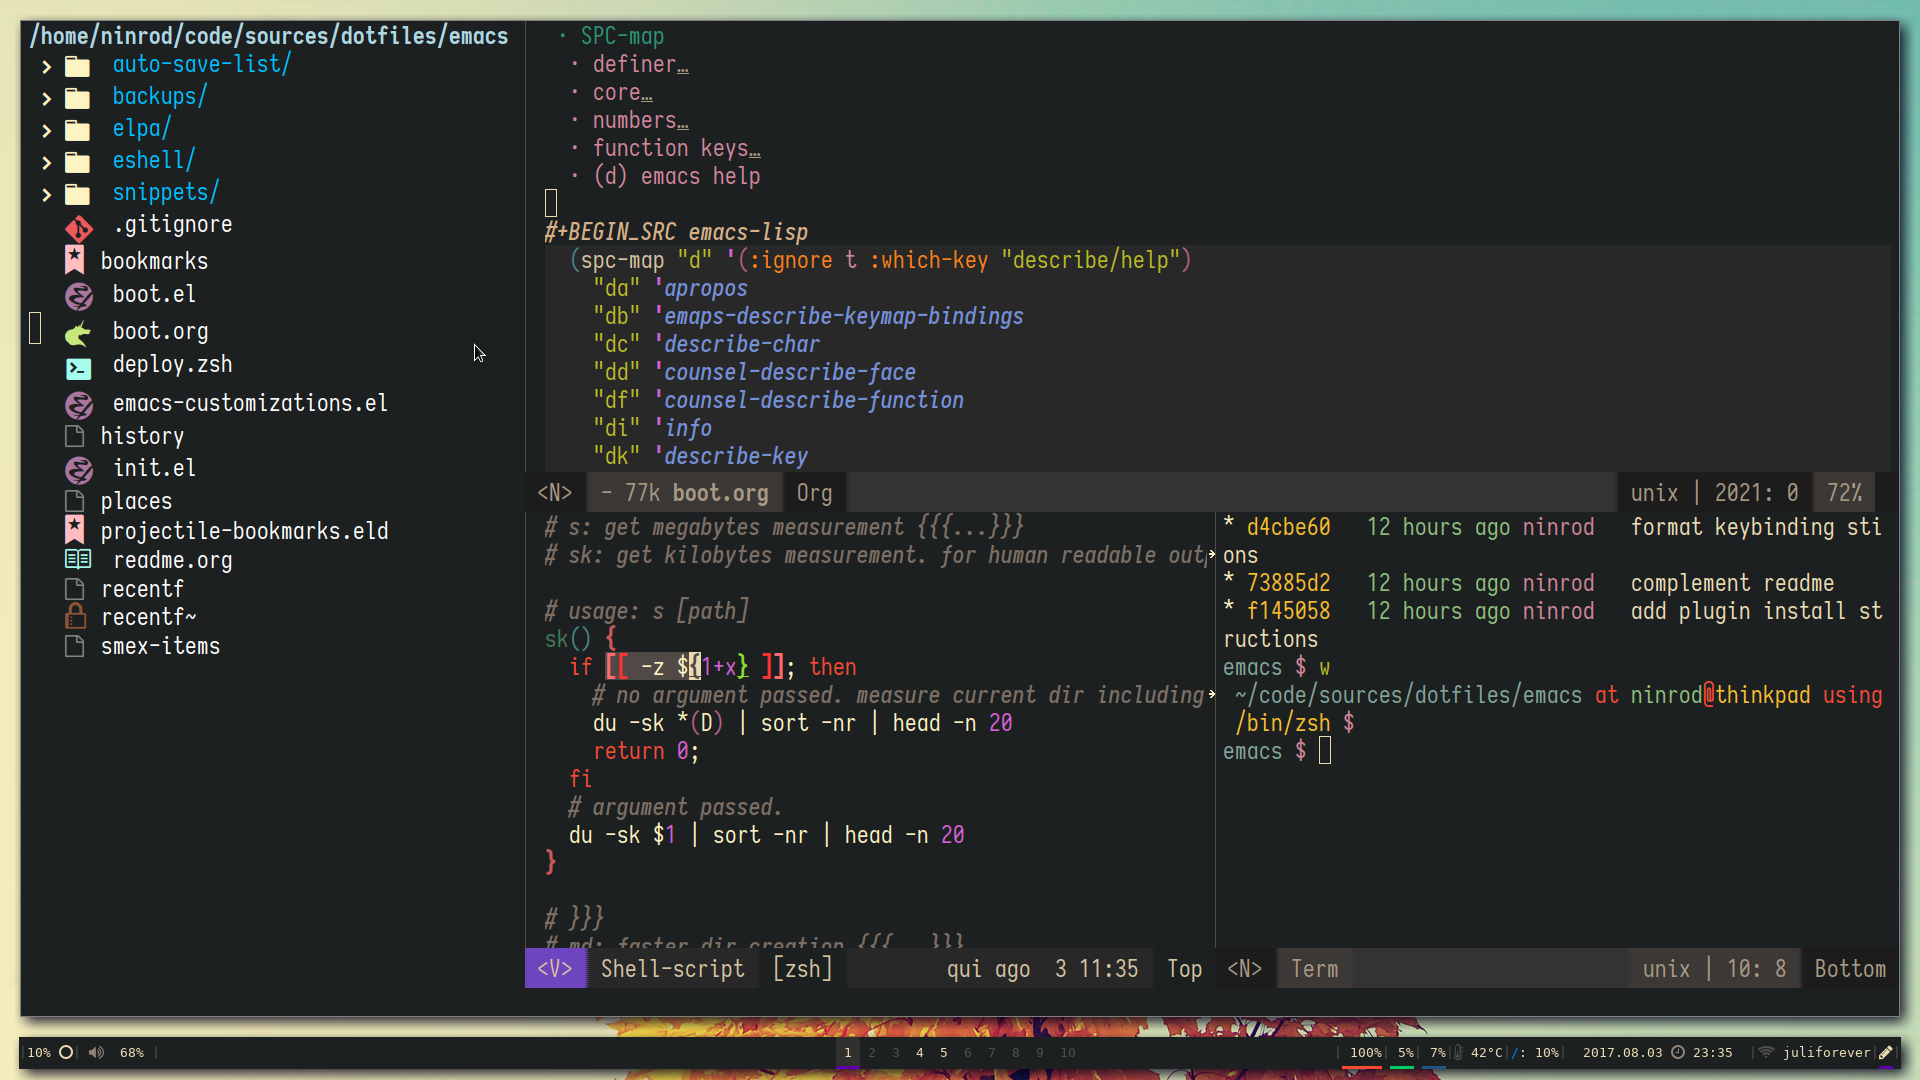 /home/ninrod/code/sources/dotfiles/emacs
auto-save-list/
backups/
elpa/
eshell/
snippets/
.gitignore
bookmarks
boot.el
boot.org
deploy.zsh
emacs-customizations.el
history
init.el
places
projectile-bookmarks.eld
readme.org
recentf
recentf~
smex-items
· SPC-map
· definer…
· core…
· numbers…
· function keys…
· (d) emacs help
#+BEGIN_SRC emacs-lisp
(spc-map "d" '(:ignore t :which-key "describe/help")
"da" 'apropos
"db" 'emaps-describe-keymap-bindings
"dc" 'describe-char
"dd" 'counsel-describe-face
"df" 'counsel-describe-function
"di" 'info
"dk" 'describe-key
<N> - 77k boot.org Org unix | 2021: 0 72%
# s: get megabytes measurement {{{...}}}
# sk: get kilobytes measurement. for human readable out
# usage: s [path]
sk() {
if [[ -z ${1+x} ]]; then
# no argument passed. measure current dir including
du -sk *(D) | sort -nr | head -n 20
return 0;
fi
# argument passed.
du -sk $1 | sort -nr | head -n 20
}
# }}}
# md: faster dir creation {{{...}}}
<V> Shell-script [zsh] qui ago 3 11:35 Top
* d4cbe60 12 hours ago ninrod format keybinding sti
ons
* 73885d2 12 hours ago ninrod complement readme
* f145058 12 hours ago ninrod add plugin install st
ructions
emacs $ w
~/code/sources/dotfiles/emacs at ninrod@thinkpad using
/bin/zsh $
emacs $
<N> Term unix | 10: 8 Bottom
10% 68% 1 2 3 4 5 6 7 8 9 10 100% 5% 7% 42°C /: 10% 2017.08.03 23:35 juliforever